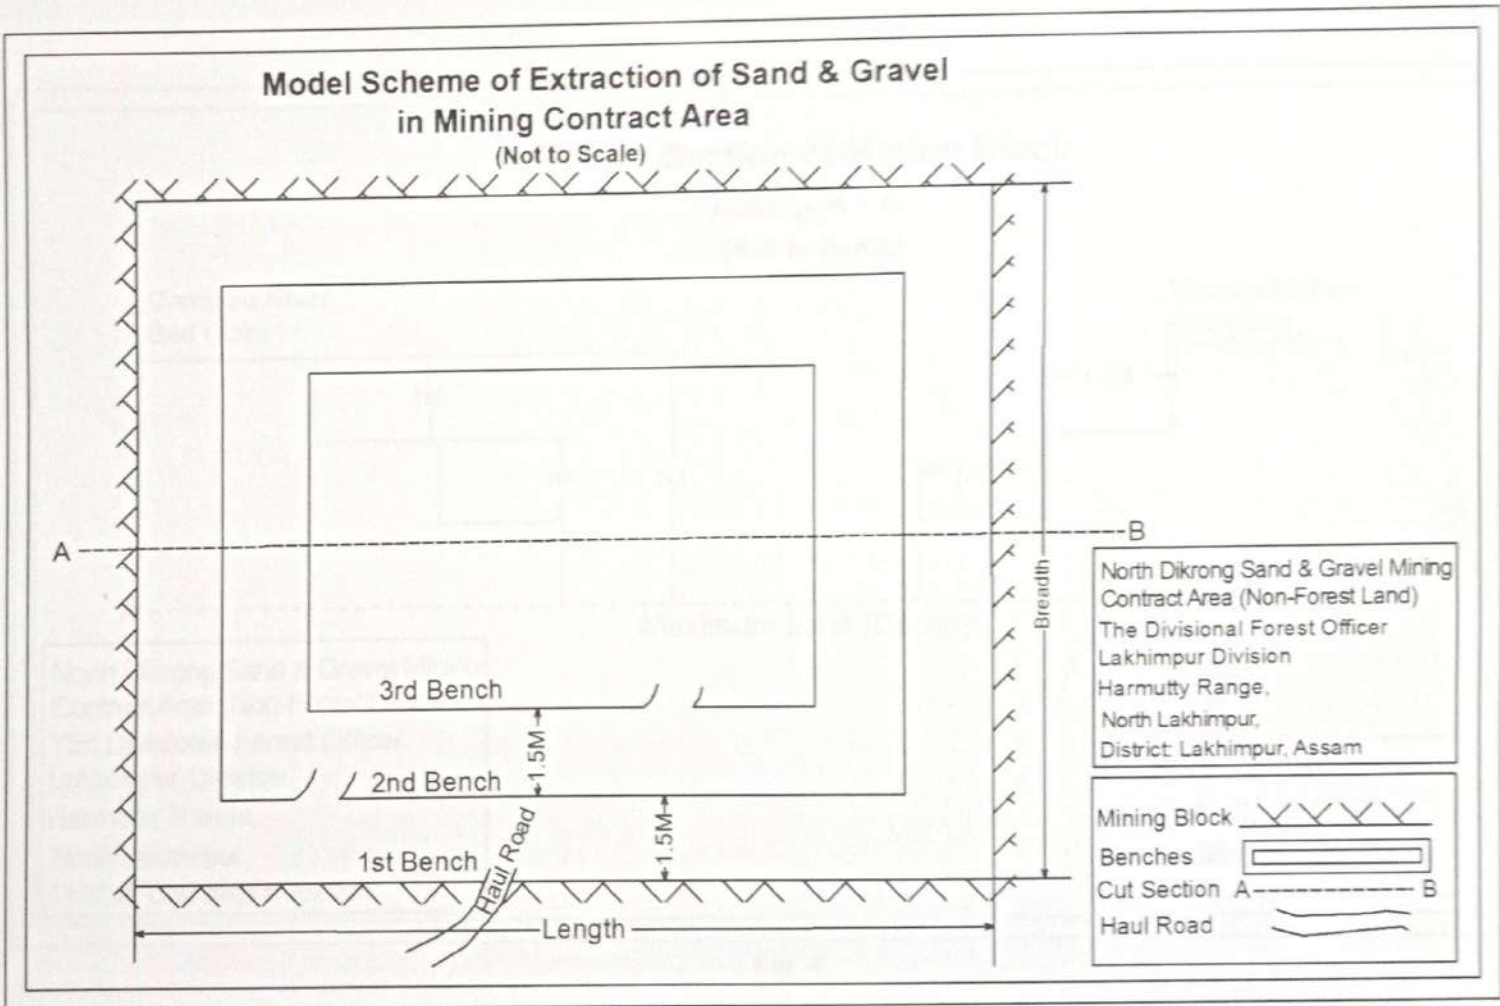 Model Scheme of Extraction of Sand & Gravel
in Mining Contract Area
(Not to Scale)
A
B
Breadth
3rd Bench
1.5M
2nd Bench
1.5M
1st Bench
Haul Road
Length
North Dikrong Sand & Gravel Mining
Contract Area (Non-Forest Land)
The Divisional Forest Officer
Lakhimpur Division
Harmutty Range,
North Lakhimpur,
District: Lakhimpur, Assam
Mining Block
Benches
Cut Section A B
Haul Road